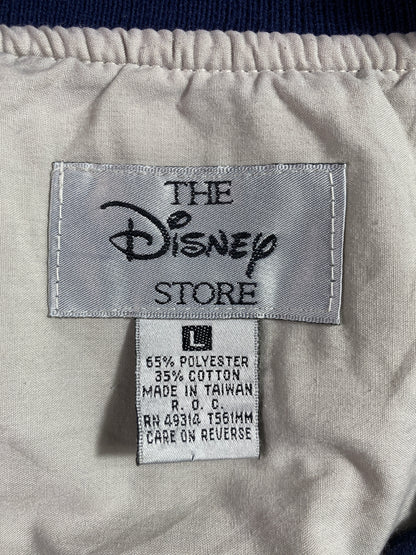 THE
Disney
STORE
L
65% POLYESTER
35% COTTON
MADE IN TAIWAN
R. O. C.
RN 49314 T561MM
CARE ON REVERSE